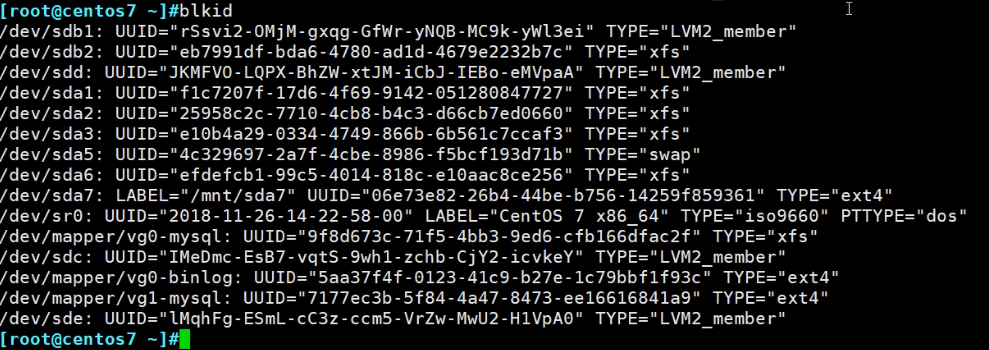 [root@centos7 ~]#blkid
/dev/sdb1: UUID="rSsvi2-OMjM-gxqg-GfWr-yNQB-MC9k-yWl3ei" TYPE="LVM2_member"
/dev/sdb2: UUID="eb7991df-bda6-4780-ad1d-4679e2232b7c" TYPE="xfs"
/dev/sdd: UUID="JKMFVO-LQPX-BhZW-xtJM-iCbJ-IEBo-eMVpaA" TYPE="LVM2_member"
/dev/sda1: UUID="f1c7207f-17d6-4f69-9142-051280847727" TYPE="xfs"
/dev/sda2: UUID="25958c2c-7710-4cb8-b4c3-d66cb7ed0660" TYPE="xfs"
/dev/sda3: UUID="e10b4a29-0334-4749-866b-6b561c7ccaf3" TYPE="xfs"
/dev/sda5: UUID="4c329697-2a7f-4cbe-8986-f5bcf193d71b" TYPE="swap"
/dev/sda6: UUID="efdefcb1-99c5-4014-818c-e10aac8ce256" TYPE="xfs"
/dev/sda7: LABEL="/mnt/sda7" UUID="06e73e82-26b4-44be-b756-14259f859361" TYPE="ext4"
/dev/sr0: UUID="2018-11-26-14-22-58-00" LABEL="CentOS 7 x86_64" TYPE="iso9660" PTTYPE="dos"
/dev/mapper/vg0-mysql: UUID="9f8d673c-71f5-4bb3-9ed6-cfb166dfac2f" TYPE="xfs"
/dev/sdc: UUID="IMeDmc-EsB7-vqtS-9wh1-zchb-CjY2-icvkeY" TYPE="LVM2_member"
/dev/mapper/vg0-binlog: UUID="5aa37f4f-0123-41c9-b27e-1c79bbf1f93c" TYPE="ext4"
/dev/mapper/vg1-mysql: UUID="7177ec3b-5f84-4a47-8473-ee16616841a9" TYPE="ext4"
/dev/sde: UUID="lMqhFg-ESmL-cC3z-ccm5-VrZw-MwU2-H1VpA0" TYPE="LVM2_member"
[root@centos7 ~]#